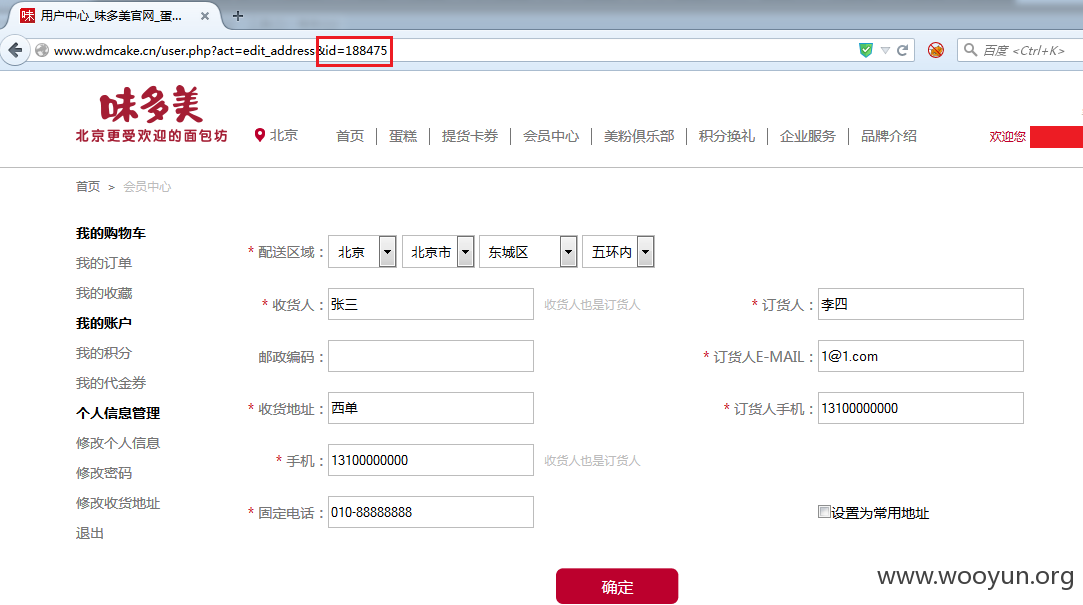 用户中心_味多美官网_蛋... × +
www.wdmcake.cn/user.php?act=edit_address&id=188475 百度 <Ctrl+K>
味多美
北京更受欢迎的面包坊
北京 首页 | 蛋糕 | 提货卡券 | 会员中心 | 美粉俱乐部 | 积分换礼 | 企业服务 | 品牌介绍 欢迎您
首页 > 会员中心
我的购物车
我的订单
我的收藏
我的账户
我的积分
我的代金券
个人信息管理
修改个人信息
修改密码
修改收货地址
退出
* 配送区域： 北京 北京市 东城区 五环内
* 收货人： 张三 收货人也是订货人 * 订货人： 李四
邮政编码： * 订货人E-MAIL： 1@1.com
* 收货地址： 西单 * 订货人手机： 13100000000
* 手机： 13100000000 收货人也是订货人
* 固定电话： 010-88888888 设置为常用地址
确定
www.wooyun.org